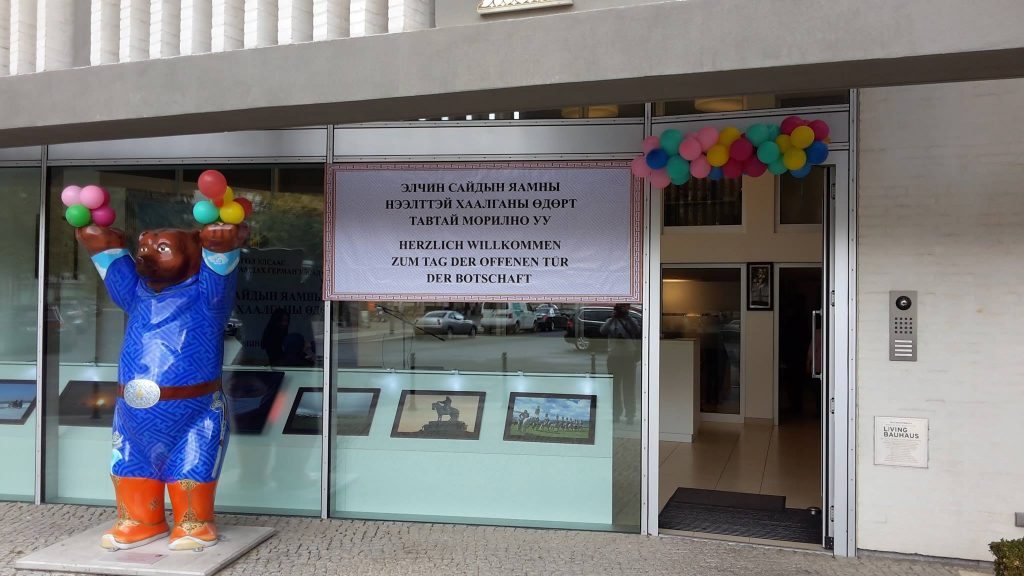 ЭЛЧИН САЙДЫН ЯАМНЫ
НЭЭЛТТЭЙ ХААЛГАНЫ ӨДӨРТ
ТАВТАЙ МОРИЛНО УУ
HERZLICH WILLKOMMEN
ZUM TAG DER OFFENEN TÜR
DER BOTSCHAFT
LIVING
BAUHAUS